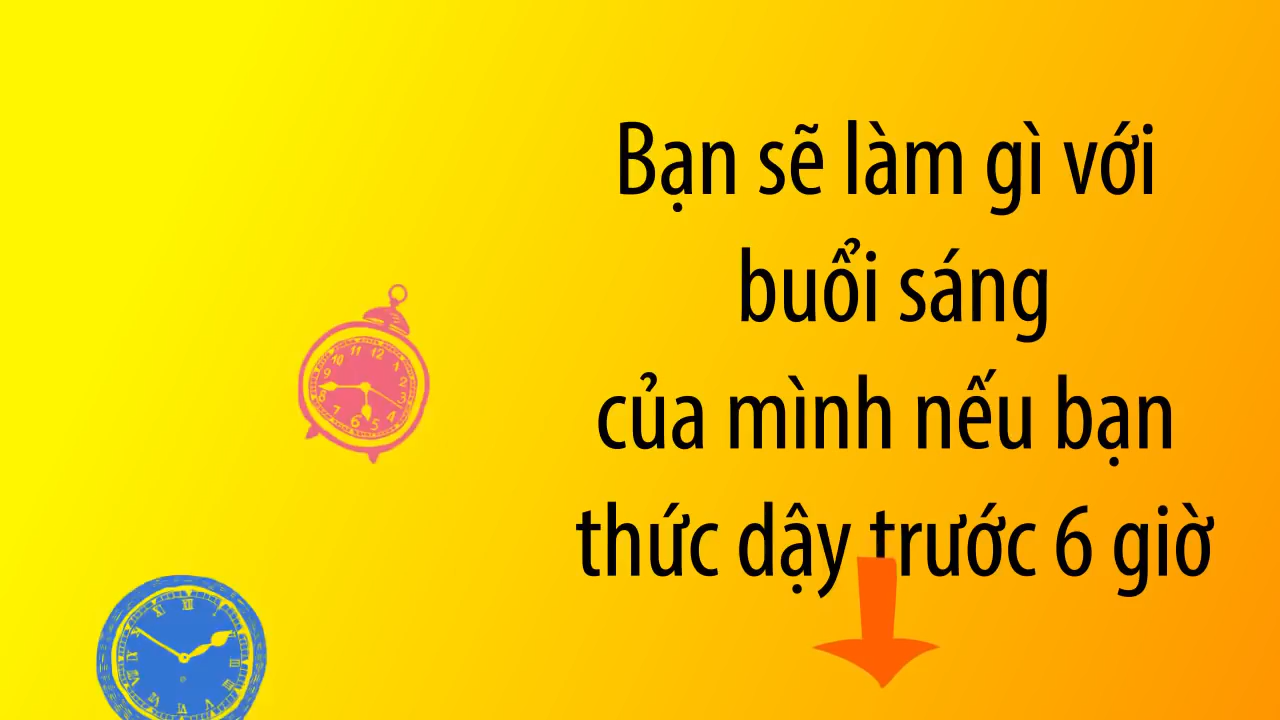 Bạn sẽ làm gì với
buổi sáng
của mình nếu bạn
thức dậy trước 6 giờ